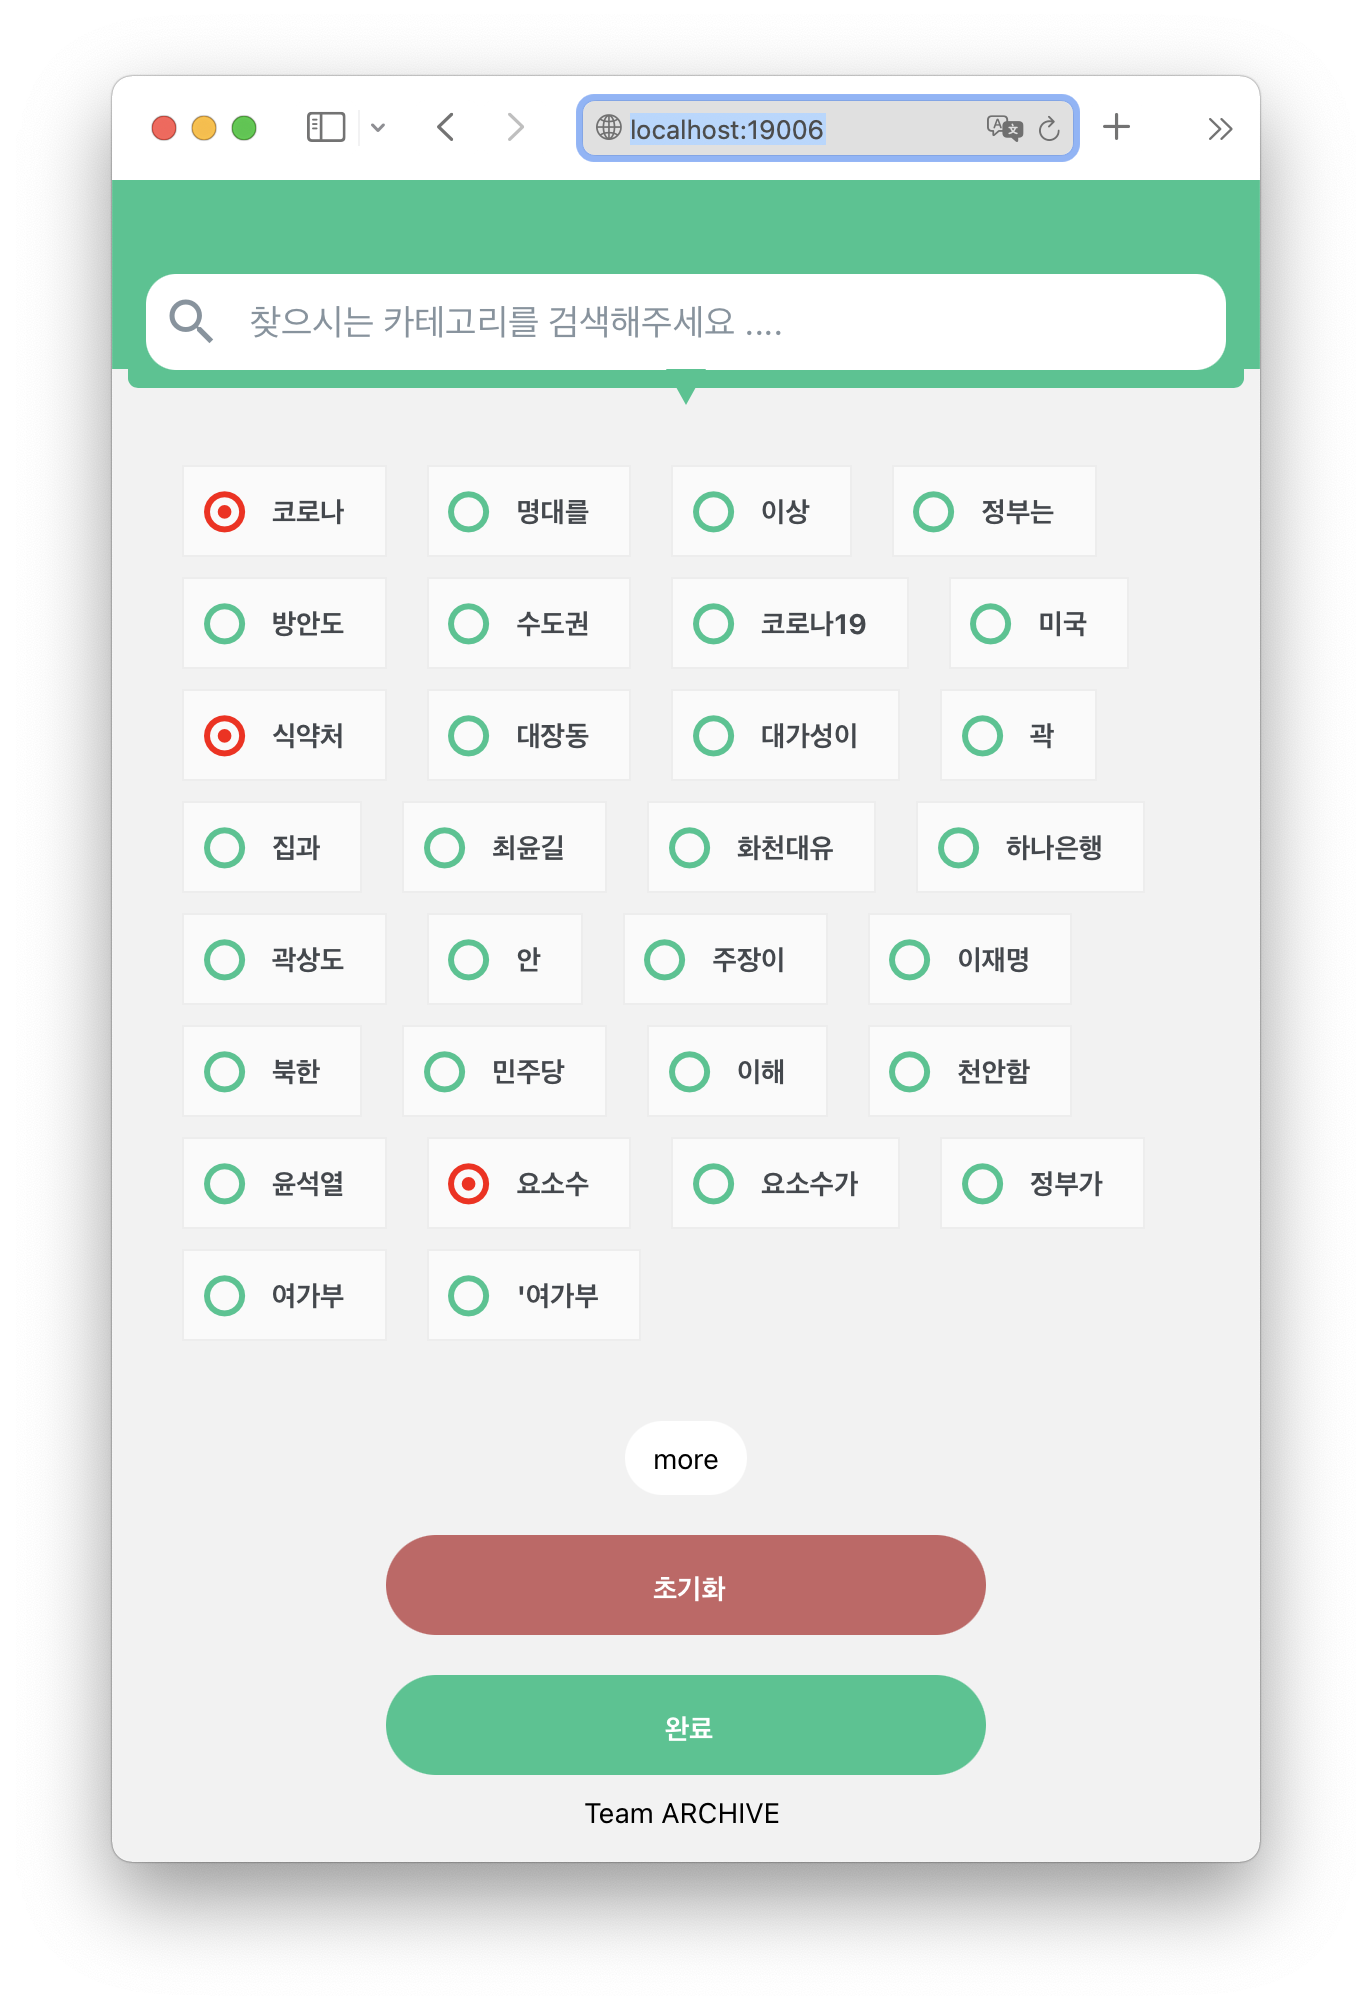 localhost:19006
찾으시는 카테고리를 검색해주세요 ....
코로나 명대를 이상 정부는
방안도 수도권 코로나19 미국
식약처 대장동 대가성이 곽
집과 최윤길 화천대유 하나은행
곽상도 안 주장이 이재명
북한 민주당 이해 천안함
윤석열 요소수 요소수가 정부가
여가부 '여가부
more
초기화
완료
Team ARCHIVE